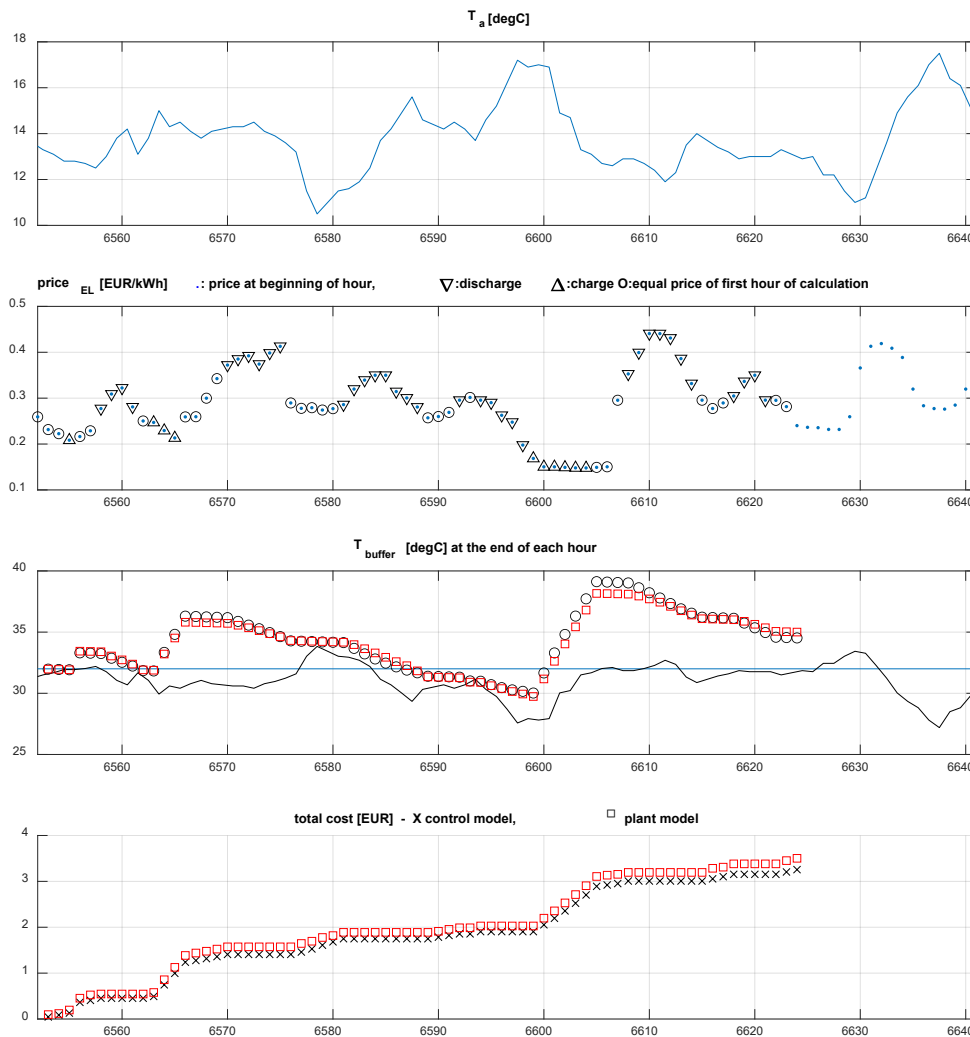 T a [degC]
18
16
14
12
10
6560 6570 6580 6590 6600 6610 6620 6630 6640
price EL [EUR/kWh] .: price at beginning of hour, ▽:discharge △:charge O:equal price of first hour of calculation
0.5
0.4
0.3
0.2
0.1
6560 6570 6580 6590 6600 6610 6620 6630 6640
T buffer [degC] at the end of each hour
40
35
30
25
6560 6570 6580 6590 6600 6610 6620 6630 6640
total cost [EUR] - X control model, □ plant model
4
3
2
1
0
6560 6570 6580 6590 6600 6610 6620 6630 6640